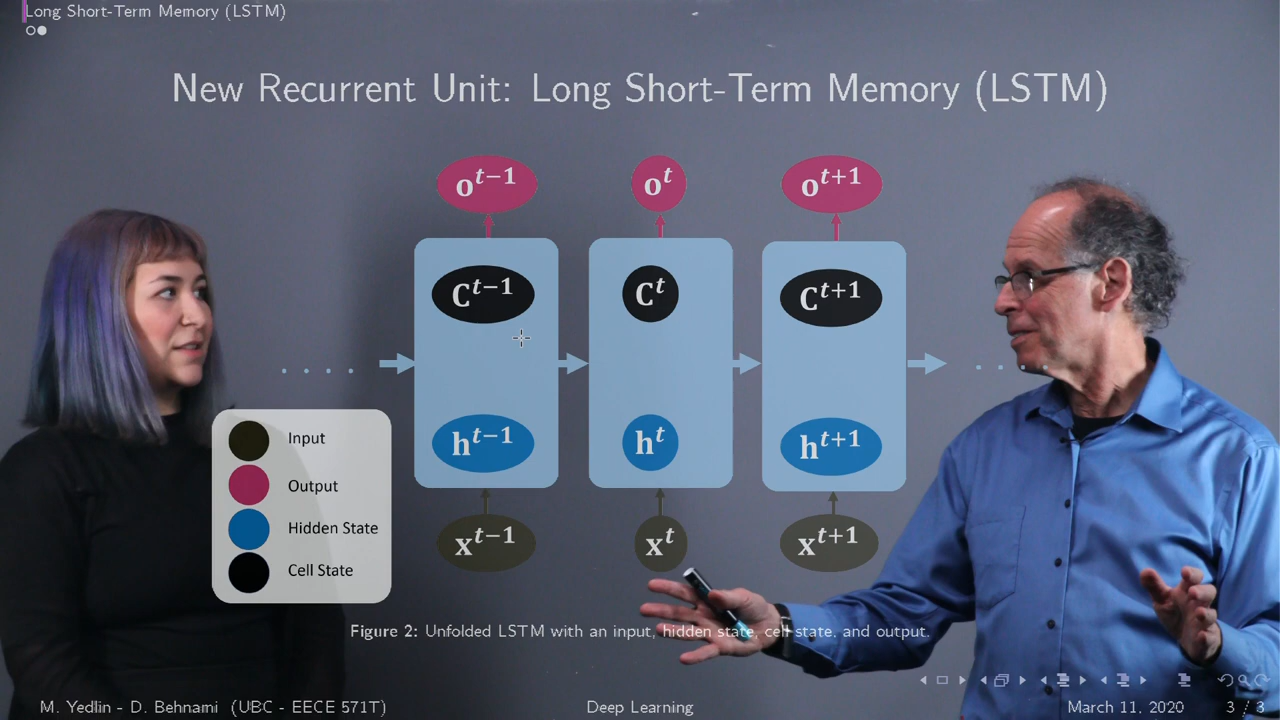 Long Short-Term Memory (LSTM)
New Recurrent Unit: Long Short-Term Memory (LSTM)
o^{t−1} o^{t} o^{t+1}
C^{t−1} C^{t} C^{t+1}
h^{t−1} h^{t} h^{t+1}
x^{t−1} x^{t} x^{t+1}
Input
Output
Hidden State
Cell State
Figure 2: Unfolded LSTM with an input, hidden state, cell state, and output.
M. Yedlin - D. Behnami (UBC - EECE 571T) Deep Learning March 11, 2020 3 / 3